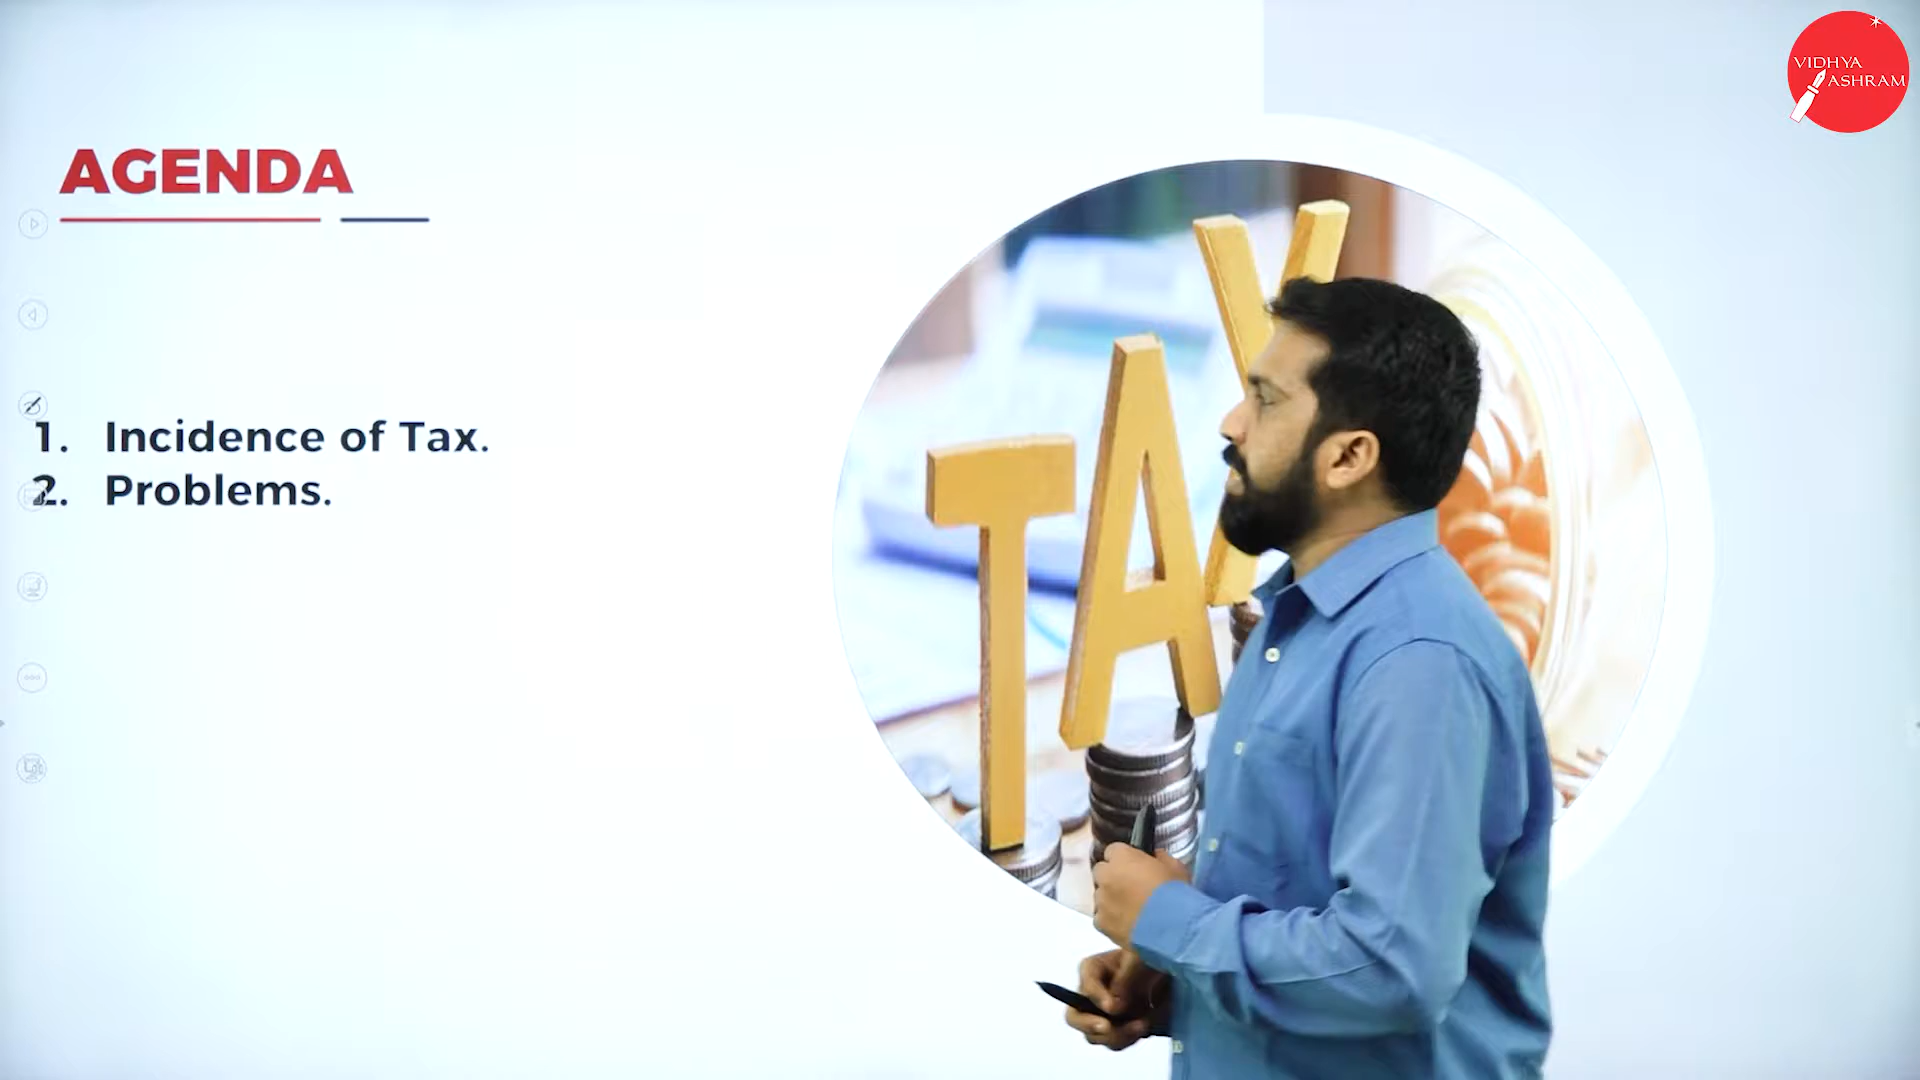 VIDHYA
ASHRAM
AGENDA
1. Incidence of Tax.
2. Problems.
TAX